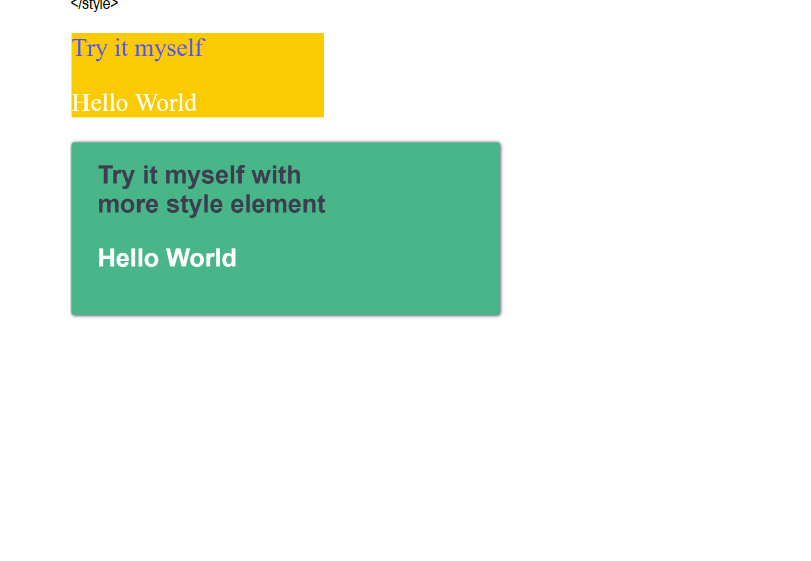 </style>
Try it myself
Hello World
Try it myself with
more style element
Hello World